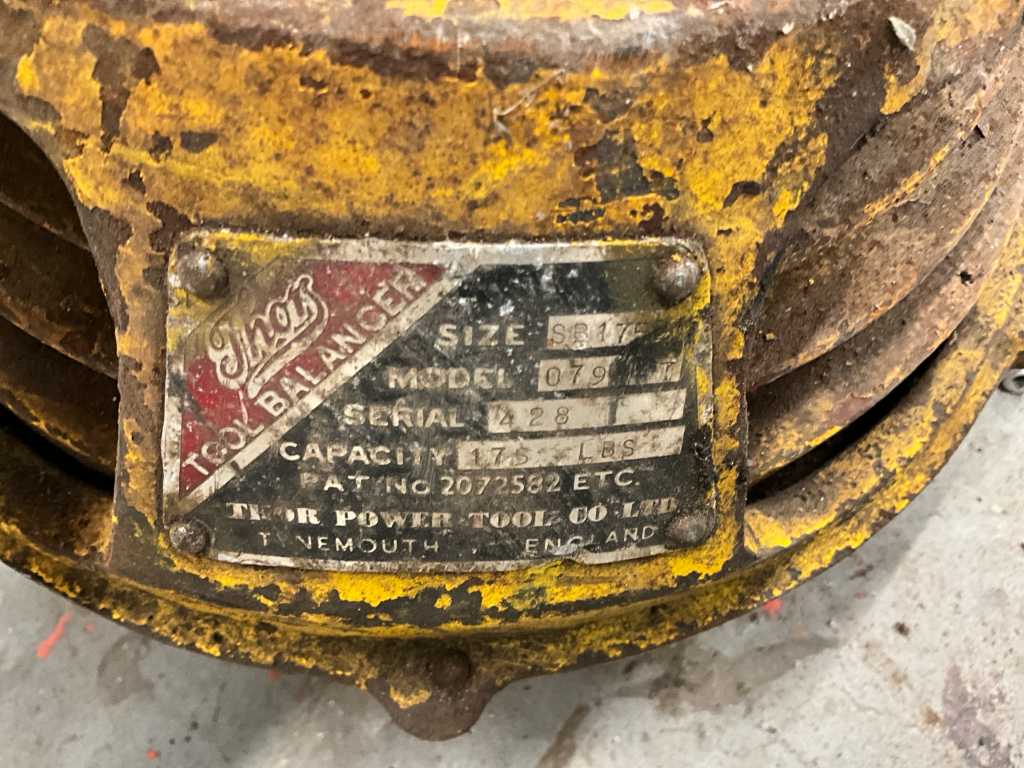 Thor
TOOL BALANCER
SIZE SB175
MODEL 079 T
SERIAL 428
CAPACITY 175 LBS
PAT. NO. 2072582 ETC.
THOR POWER TOOL CO. LTD.
TYNEMOUTH, ENGLAND